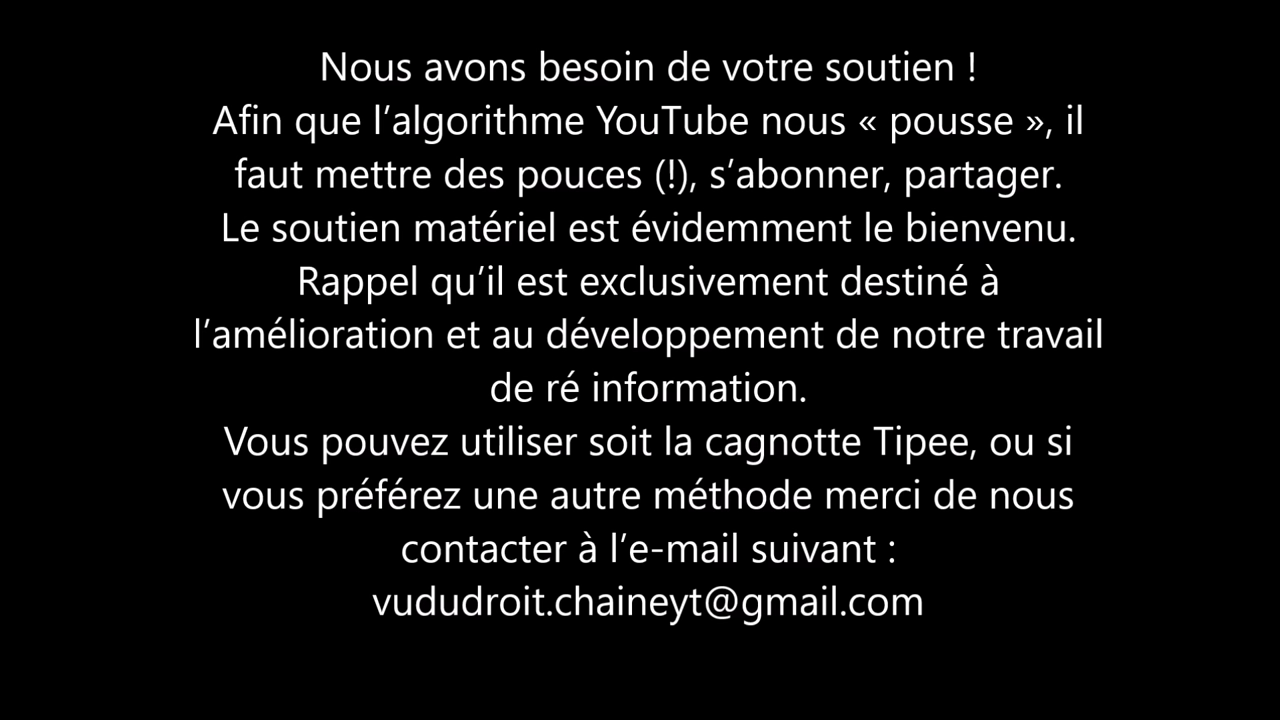 Nous avons besoin de votre soutien !
Afin que l’algorithme YouTube nous « pousse », il
faut mettre des pouces (!), s’abonner, partager.
Le soutien matériel est évidemment le bienvenu.
Rappel qu’il est exclusivement destiné à
l’amélioration et au développement de notre travail
de ré information.
Vous pouvez utiliser soit la cagnotte Tipee, ou si
vous préférez une autre méthode merci de nous
contacter à l’e-mail suivant :
vududroit.chaineyt@gmail.com